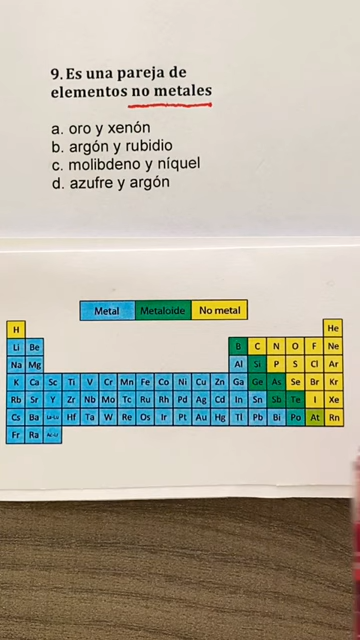 9. Es una pareja de
elementos no metales
a. oro y xenón
b. argón y rubidio
c. molibdeno y níquel
d. azufre y argón
Metal Metaloide No metal
H He
Li Be B C N O F Ne
Na Mg Al Si P S Cl Ar
K Ca Sc Ti V Cr Mn Fe Co Ni Cu Zn Ga Ge As Se Br Kr
Rb Sr Y Zr Nb Mo Tc Ru Rh Pd Ag Cd In Sn Sb Te I Xe
Cs Ba La-Lu Hf Ta W Re Os Ir Pt Au Hg Tl Pb Bi Po At Rn
Fr Ra